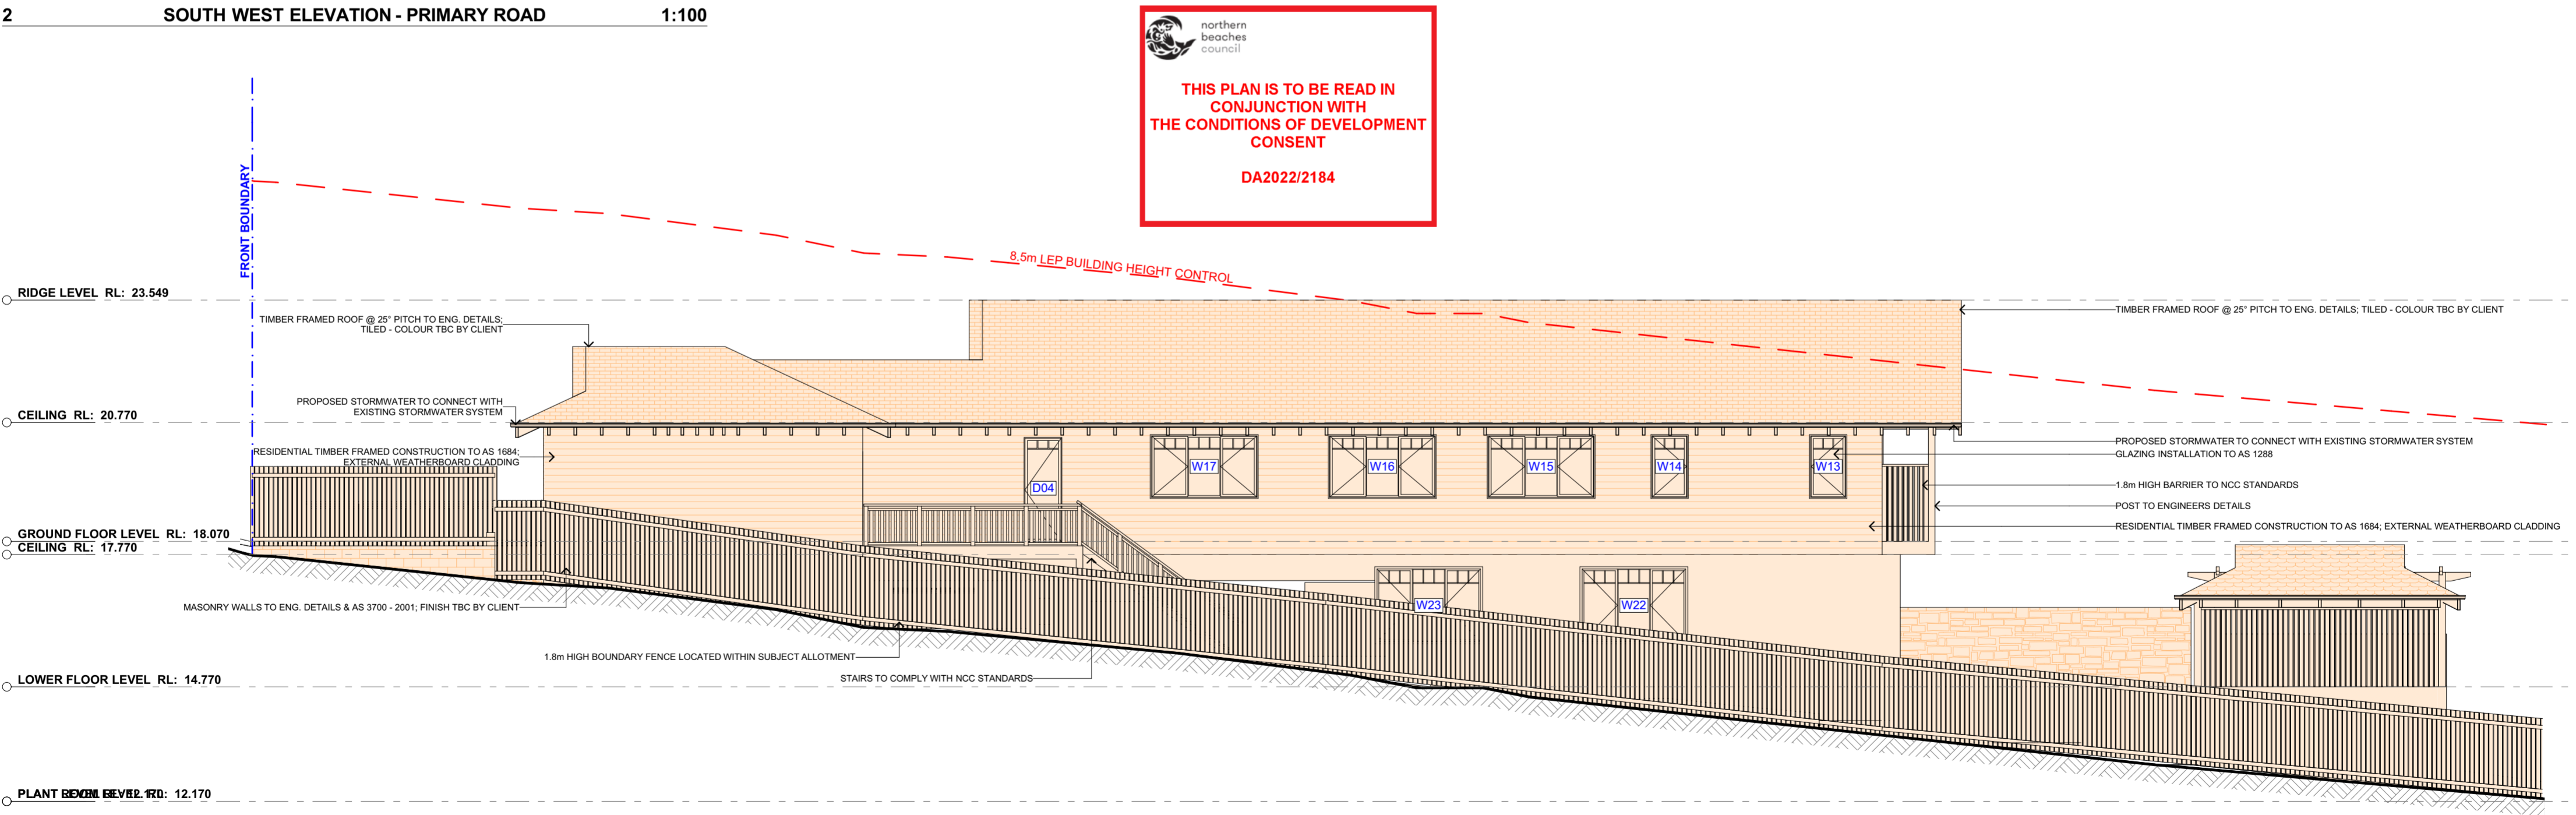 2 SOUTH WEST ELEVATION - PRIMARY ROAD 1:100
northern
beaches
council
THIS PLAN IS TO BE READ IN
CONJUNCTION WITH
THE CONDITIONS OF DEVELOPMENT
CONSENT
DA2022/2184
FRONT BOUNDARY
8.5m LEP BUILDING HEIGHT CONTROL
RIDGE LEVEL RL: 23.549
TIMBER FRAMED ROOF @ 25° PITCH TO ENG. DETAILS;
TILED - COLOUR TBC BY CLIENT
TIMBER FRAMED ROOF @ 25° PITCH TO ENG. DETAILS; TILED - COLOUR TBC BY CLIENT
PROPOSED STORMWATER TO CONNECT WITH
EXISTING STORMWATER SYSTEM
CEILING RL: 20.770
PROPOSED STORMWATER TO CONNECT WITH EXISTING STORMWATER SYSTEM
RESIDENTIAL TIMBER FRAMED CONSTRUCTION TO AS 1684;
EXTERNAL WEATHERBOARD CLADDING
GLAZING INSTALLATION TO AS 1288
W17
W16
W15
W14
W13
D04
1.8m HIGH BARRIER TO NCC STANDARDS
POST TO ENGINEERS DETAILS
RESIDENTIAL TIMBER FRAMED CONSTRUCTION TO AS 1684; EXTERNAL WEATHERBOARD CLADDING
GROUND FLOOR LEVEL RL: 18.070
CEILING RL: 17.770
MASONRY WALLS TO ENG. DETAILS & AS 3700 - 2001; FINISH TBC BY CLIENT
W23
W22
1.8m HIGH BOUNDARY FENCE LOCATED WITHIN SUBJECT ALLOTMENT
STAIRS TO COMPLY WITH NCC STANDARDS
LOWER FLOOR LEVEL RL: 14.770
PLANT RL: 12.170